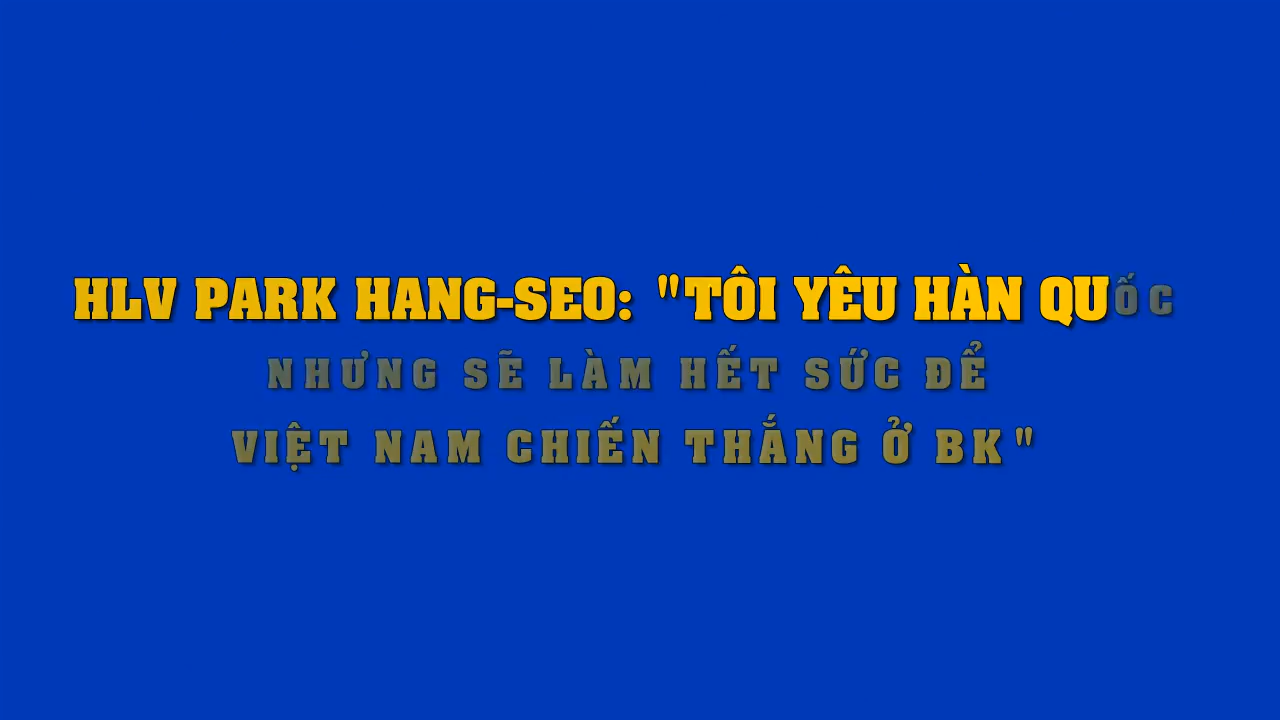 HLV PARK HANG-SEO: "TÔI YÊU HÀN QUỐC
NHƯNG SẼ LÀM HẾT SỨC ĐỂ
VIỆT NAM CHIẾN THẮNG Ở BK"